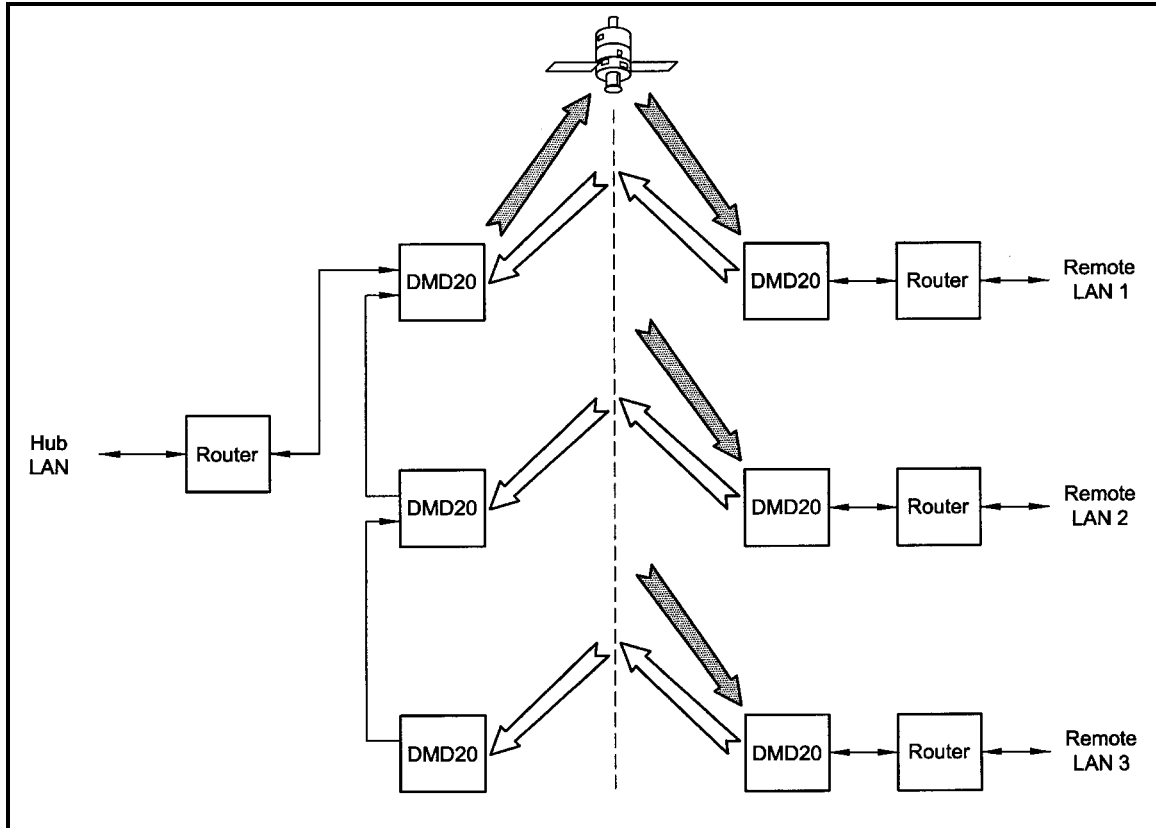 DMD20
DMD20
Router
Remote
LAN 1
Hub
LAN
Router
DMD20
DMD20
Router
Remote
LAN 2
DMD20
DMD20
Router
Remote
LAN 3